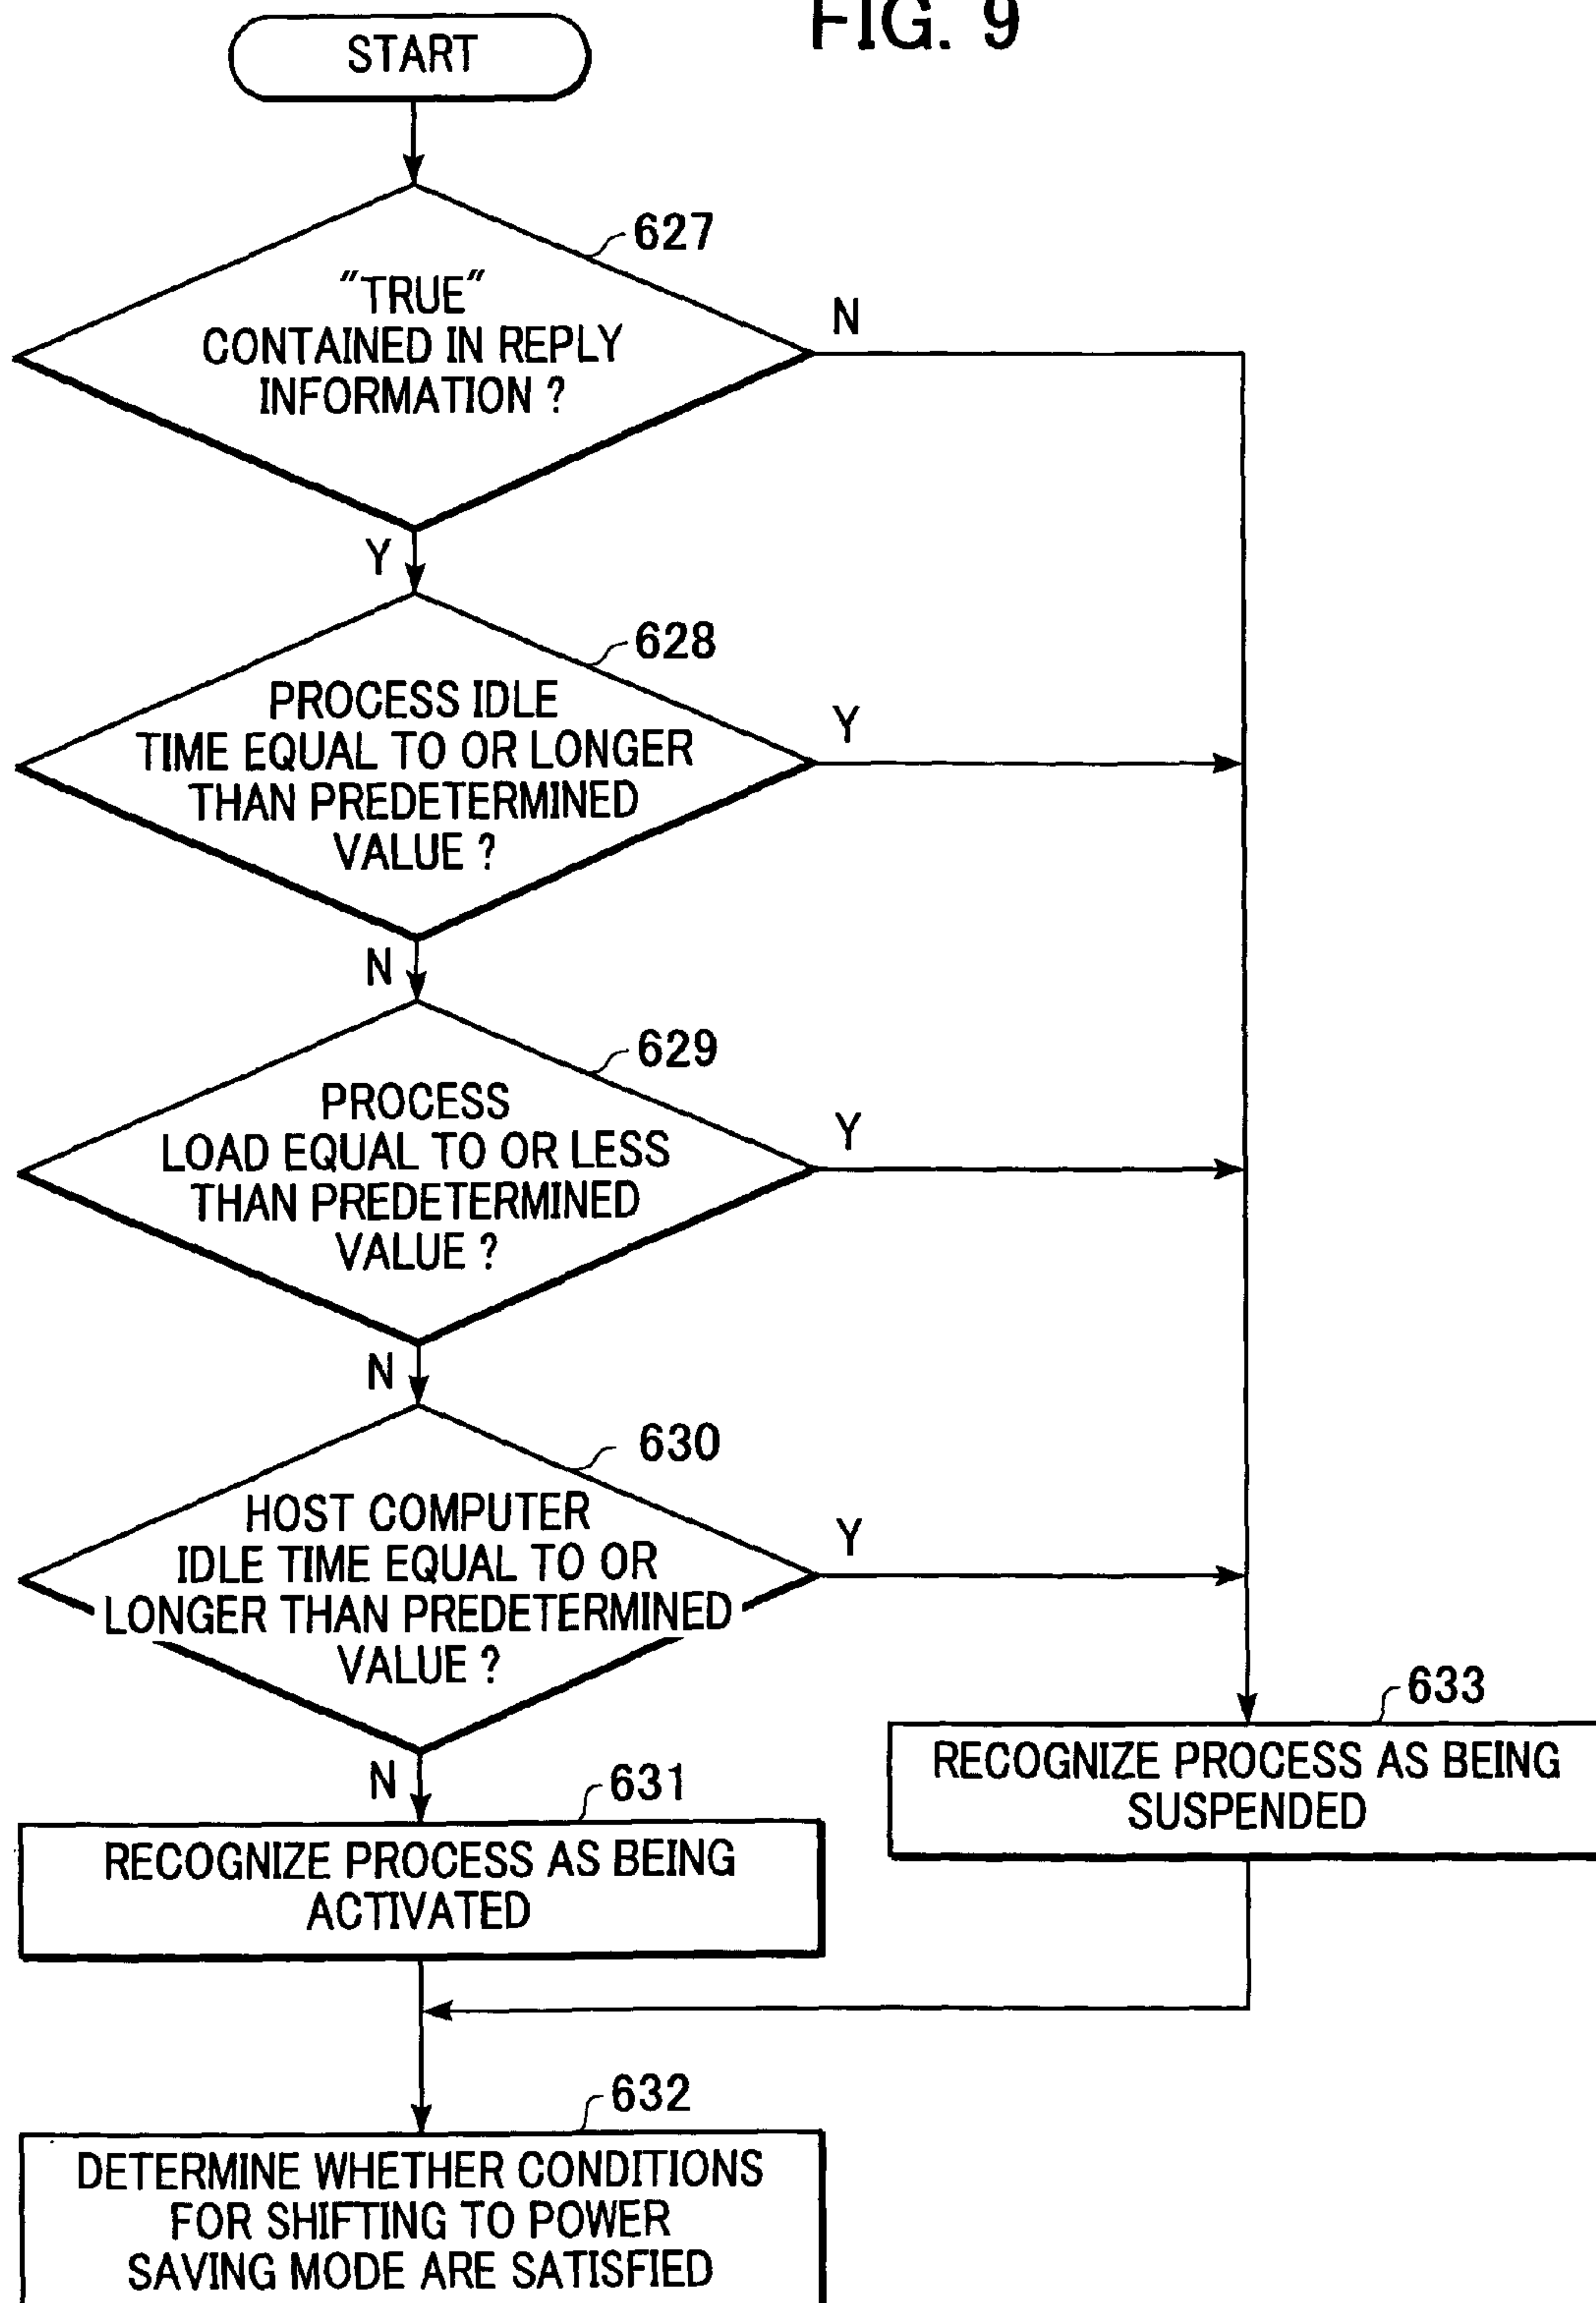 FIG. 9
START
627
"TRUE"
CONTAINED IN REPLY
INFORMATION ?
N
Y
628
PROCESS IDLE
TIME EQUAL TO OR LONGER
THAN PREDETERMINED
VALUE ?
Y
N
629
PROCESS
LOAD EQUAL TO OR LESS
THAN PREDETERMINED
VALUE ?
Y
N
630
HOST COMPUTER
IDLE TIME EQUAL TO OR
LONGER THAN PREDETERMINED
VALUE ?
Y
N
633
RECOGNIZE PROCESS AS BEING
SUSPENDED
631
RECOGNIZE PROCESS AS BEING
ACTIVATED
632
DETERMINE WHETHER CONDITIONS
FOR SHIFTING TO POWER
SAVING MODE ARE SATISFIED